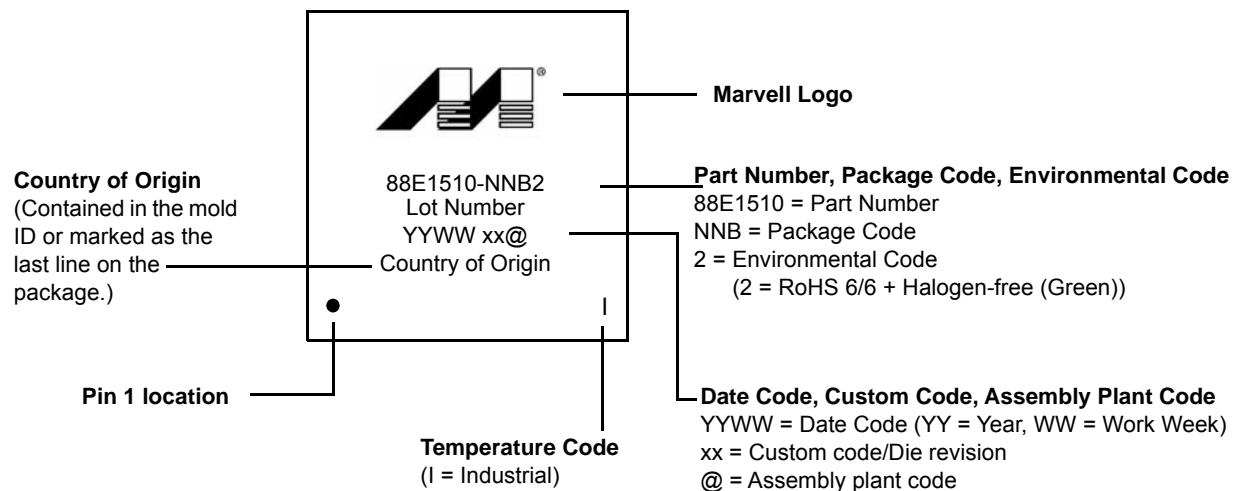 ®
Marvell Logo
88E1510-NNB2
Lot Number
YYWW xx@
Country of Origin
I
Country of Origin
(Contained in the mold
ID or marked as the
last line on the
package.)
Part Number, Package Code, Environmental Code
88E1510 = Part Number
NNB = Package Code
2 = Environmental Code
(2 = RoHS 6/6 + Halogen-free (Green))
Pin 1 location
Temperature Code
(I = Industrial)
Date Code, Custom Code, Assembly Plant Code
YYWW = Date Code (YY = Year, WW = Work Week)
xx = Custom code/Die revision
@ = Assembly plant code